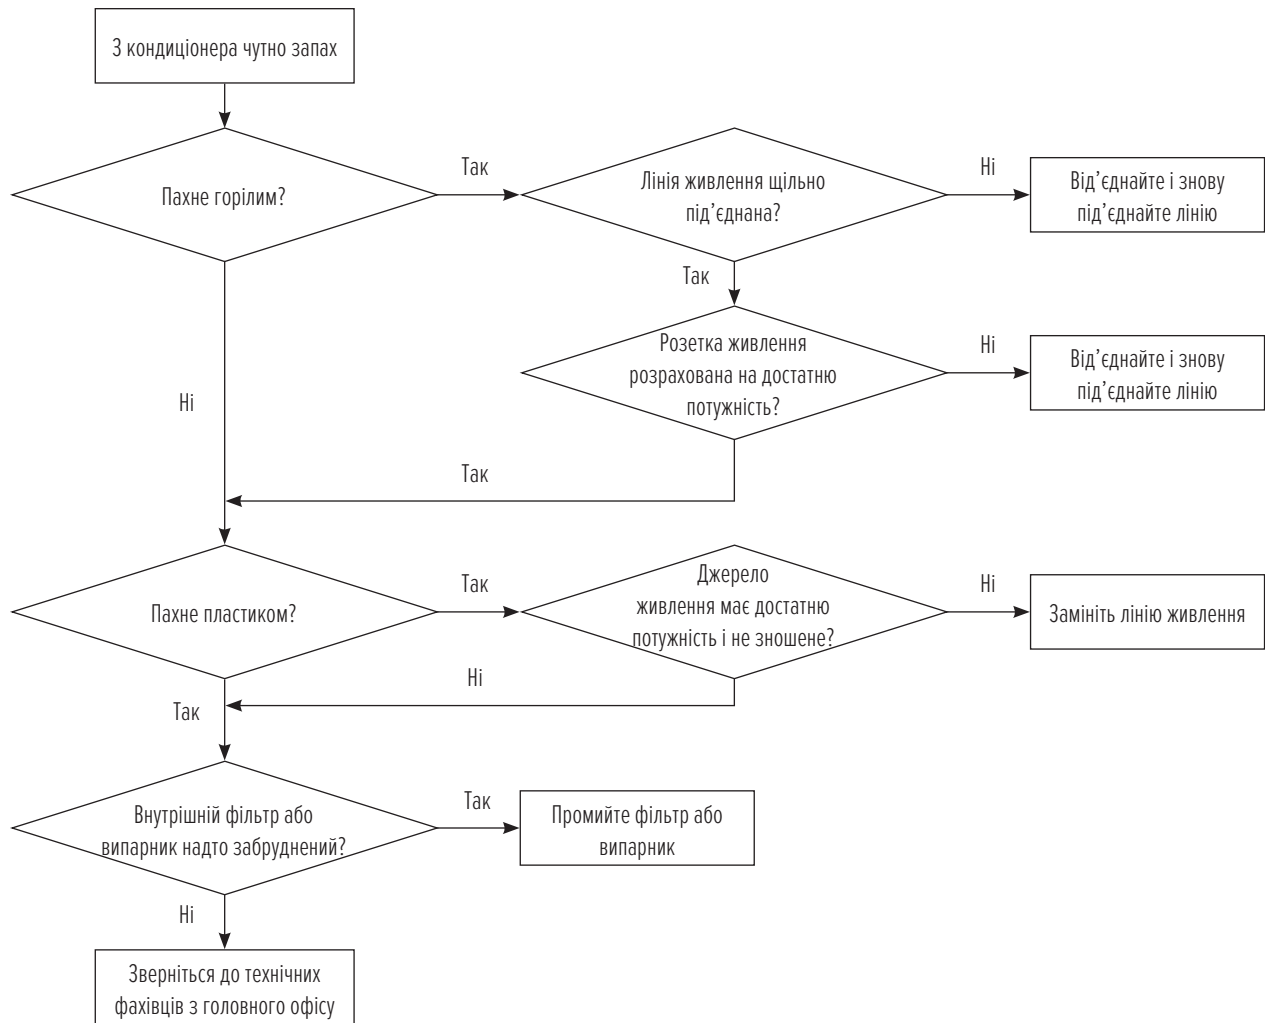 З кондиціонера чутно запах
Пахне горілим?
Так
Лінія живлення щільно
під’єднана?
Ні
Від’єднайте і знову
під’єднайте лінію
Так
Розетка живлення
розрахована на достатню
потужність?
Ні
Від’єднайте і знову
під’єднайте лінію
Ні
Так
Пахне пластиком?
Так
Джерело
живлення має достатню
потужність і не зношене?
Ні
Замініть лінію живлення
Ні
Так
Внутрішній фільтр або
випарник надто забруднений?
Так
Промийте фільтр або
випарник
Ні
Зверніться до технічних
фахівців з головного офісу